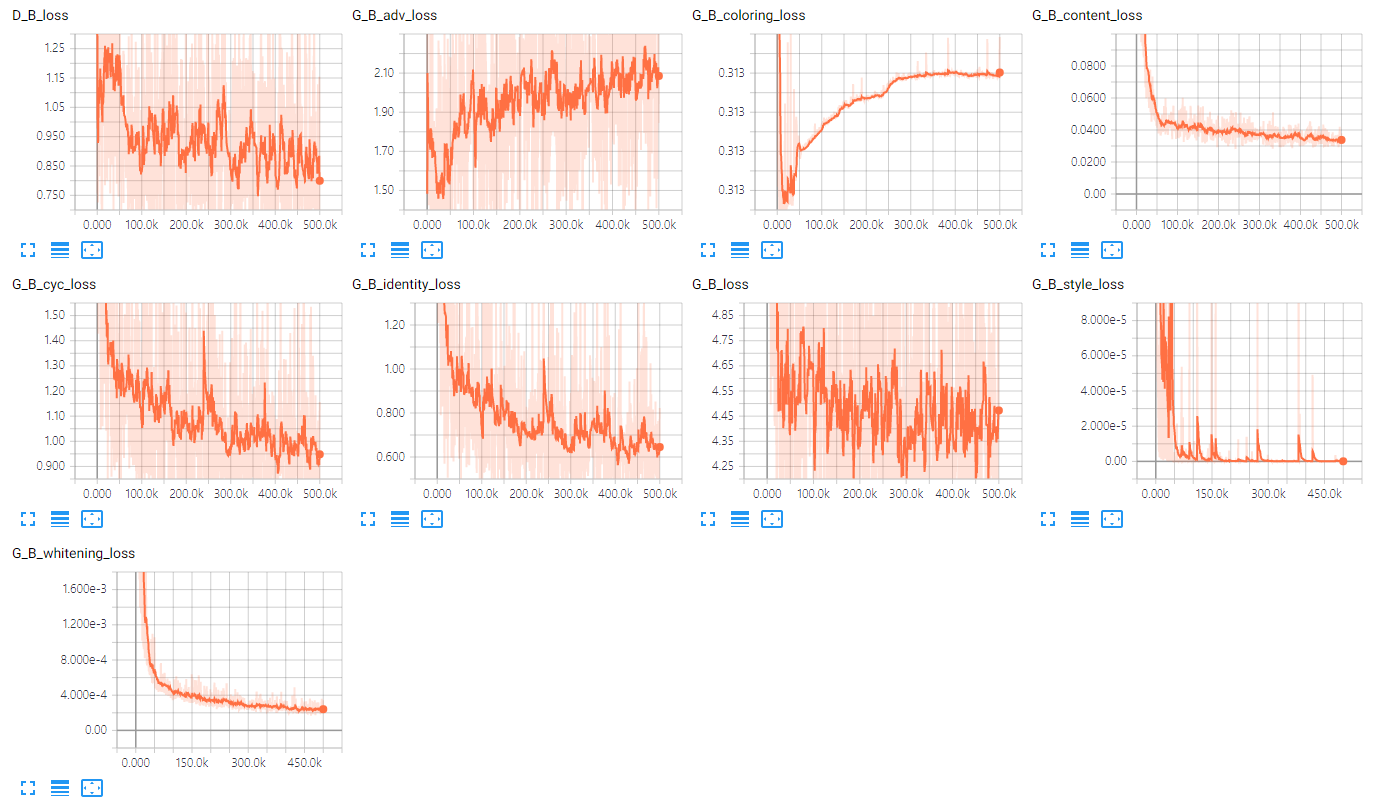 D_B_loss
1.25
1.15
1.05
0.950
0.850
0.750
0.000 100.0k 200.0k 300.0k 400.0k 500.0k
G_B_adv_loss
2.10
1.90
1.70
1.50
0.000 100.0k 200.0k 300.0k 400.0k 500.0k
G_B_coloring_loss
0.313
0.313
0.313
0.313
0.000 100.0k 200.0k 300.0k 400.0k 500.0k
G_B_content_loss
0.0800
0.0600
0.0400
0.0200
0.00
0.000 100.0k 200.0k 300.0k 400.0k 500.0k
G_B_cyc_loss
1.50
1.40
1.30
1.20
1.10
1.00
0.900
0.000 100.0k 200.0k 300.0k 400.0k 500.0k
G_B_identity_loss
1.20
1.00
0.800
0.600
0.000 100.0k 200.0k 300.0k 400.0k 500.0k
G_B_loss
4.85
4.75
4.65
4.55
4.45
4.35
4.25
0.000 100.0k 200.0k 300.0k 400.0k 500.0k
G_B_style_loss
8.000e-5
6.000e-5
4.000e-5
2.000e-5
0.00
0.000 150.0k 300.0k 450.0k
G_B_whitening_loss
1.600e-3
1.200e-3
8.000e-4
4.000e-4
0.00
0.000 150.0k 300.0k 450.0k